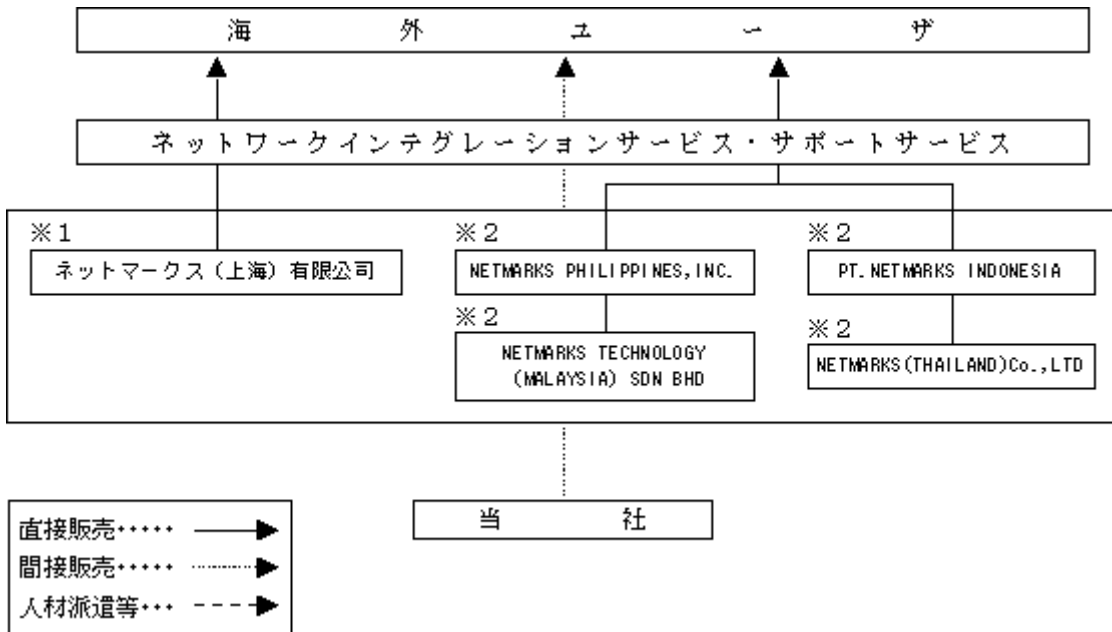 海外ユーザ
ネットワークインテグレーションサービス・サポートサービス
※1
ネットマークス（上海）有限公司
※2
NETMARKS PHILIPPINES,INC.
※2
PT.NETMARKS INDONESIA
※2
NETMARKS TECHNOLOGY
(MALAYSIA) SDN BHD
※2
NETMARKS(THAILAND)Co.,LTD
当社
直接販売‥‥‥
間接販売‥‥‥
人材派遣等‥‥